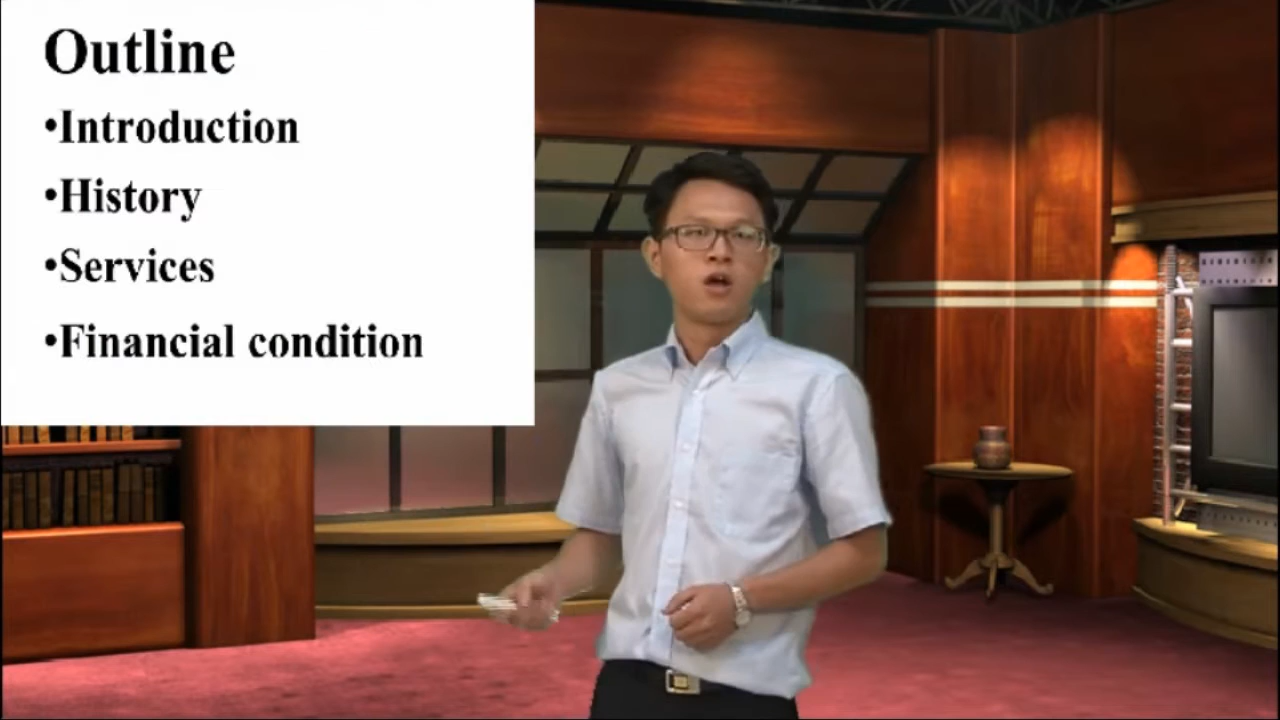 Outline
•Introduction
•History
•Services
•Financial condition